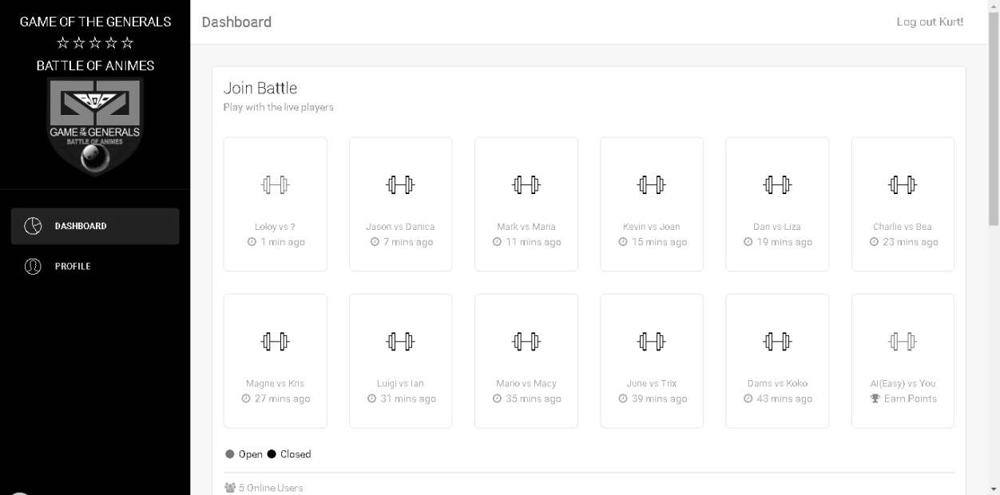 GAME OF THE GENERALS
☆ ☆ ☆ ☆ ☆
BATTLE OF ANIMES
GAME OF THE GENERALS
BATTLE OF ANIMES
DASHBOARD
PROFILE
Dashboard
Log out Kurt!
Join Battle
Play with the live players
Loloy vs ?
1 min ago
Jason vs Danica
7 mins ago
Mark vs Maria
11 mins ago
Kevin vs Joan
15 mins ago
Dan vs Liza
19 mins ago
Charlie vs Bea
23 mins ago
Magne vs Kris
27 mins ago
Luigi vs Ian
31 mins ago
Mario vs Macy
35 mins ago
June vs Trix
39 mins ago
Dams vs Koko
43 mins ago
AI(Easy) vs You
Earn Points
Open Closed
5 Online Users